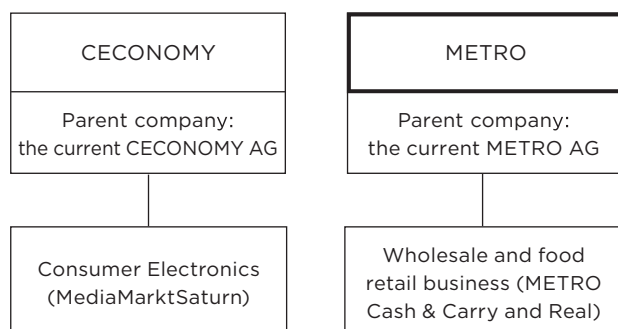 CECONOMY
Parent company:
the current CECONOMY AG
Consumer Electronics
(MediaMarktSaturn)
METRO
Parent company:
the current METRO AG
Wholesale and food
retail business (METRO
Cash & Carry and Real)